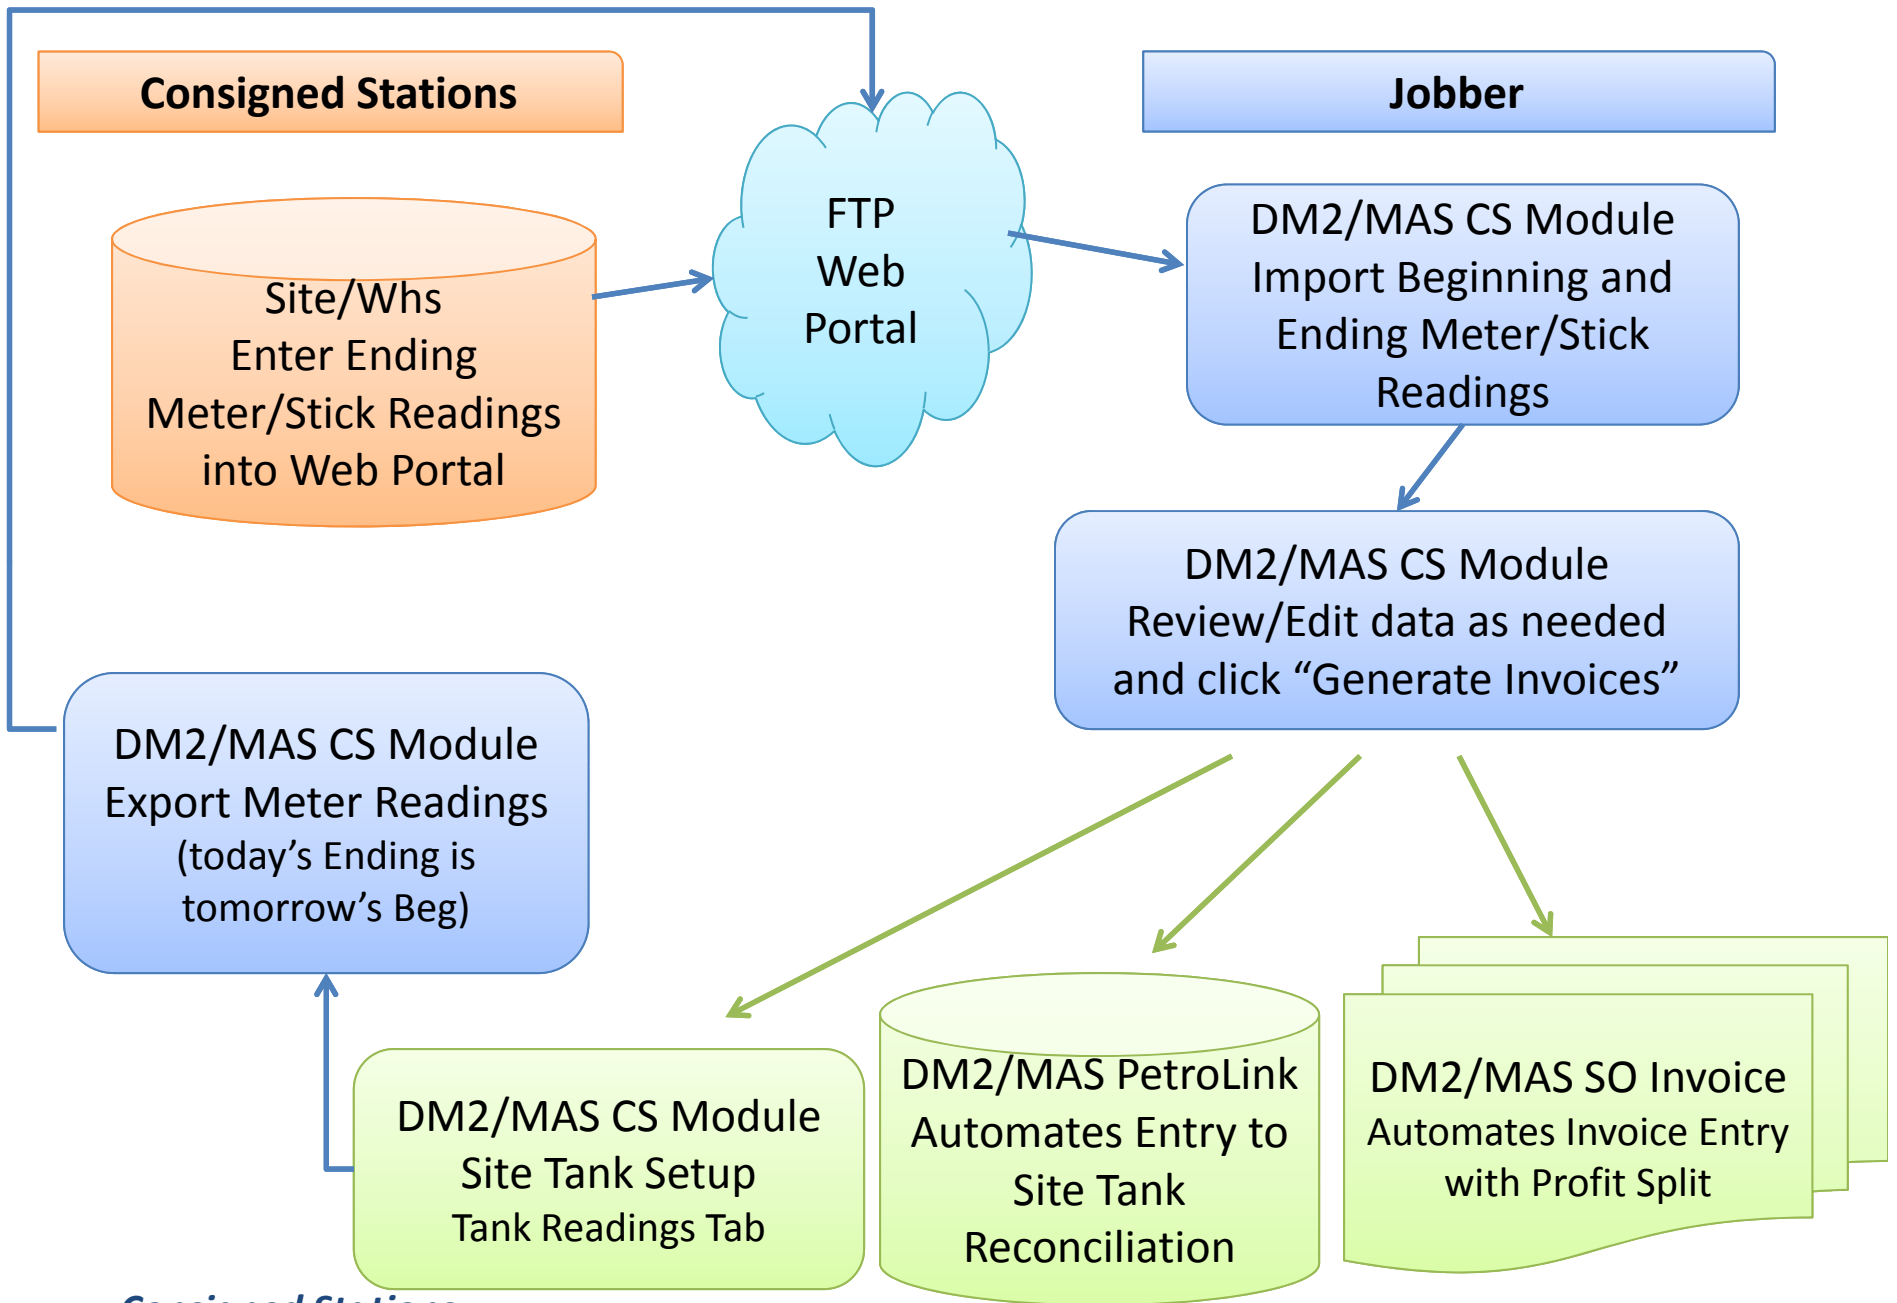 Consigned Stations
Jobber
Site/Whs
Enter Ending
Meter/Stick Readings
into Web Portal
FTP
Web
Portal
DM2/MAS CS Module
Import Beginning and
Ending Meter/Stick
Readings
DM2/MAS CS Module
Review/Edit data as needed
and click “Generate Invoices”
DM2/MAS CS Module
Export Meter Readings
(today’s Ending is
tomorrow’s Beg)
DM2/MAS CS Module
Site Tank Setup
Tank Readings Tab
DM2/MAS PetroLink
Automates Entry to
Site Tank
Reconciliation
DM2/MAS SO Invoice
Automates Invoice Entry
with Profit Split
Consigned Stations